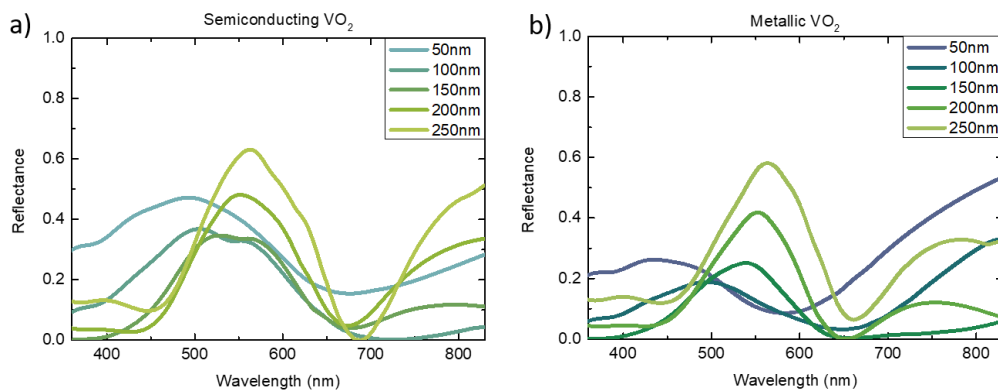 a)
Semiconducting VO₂
1.0
0.8
0.6
0.4
0.2
0.0
Reflectance
50nm
100nm
150nm
200nm
250nm
400 500 600 700 800
Wavelength (nm)
b)
Metallic VO₂
1.0
0.8
0.6
0.4
0.2
0.0
Reflectance
50nm
100nm
150nm
200nm
250nm
400 500 600 700 800
Wavelength (nm)